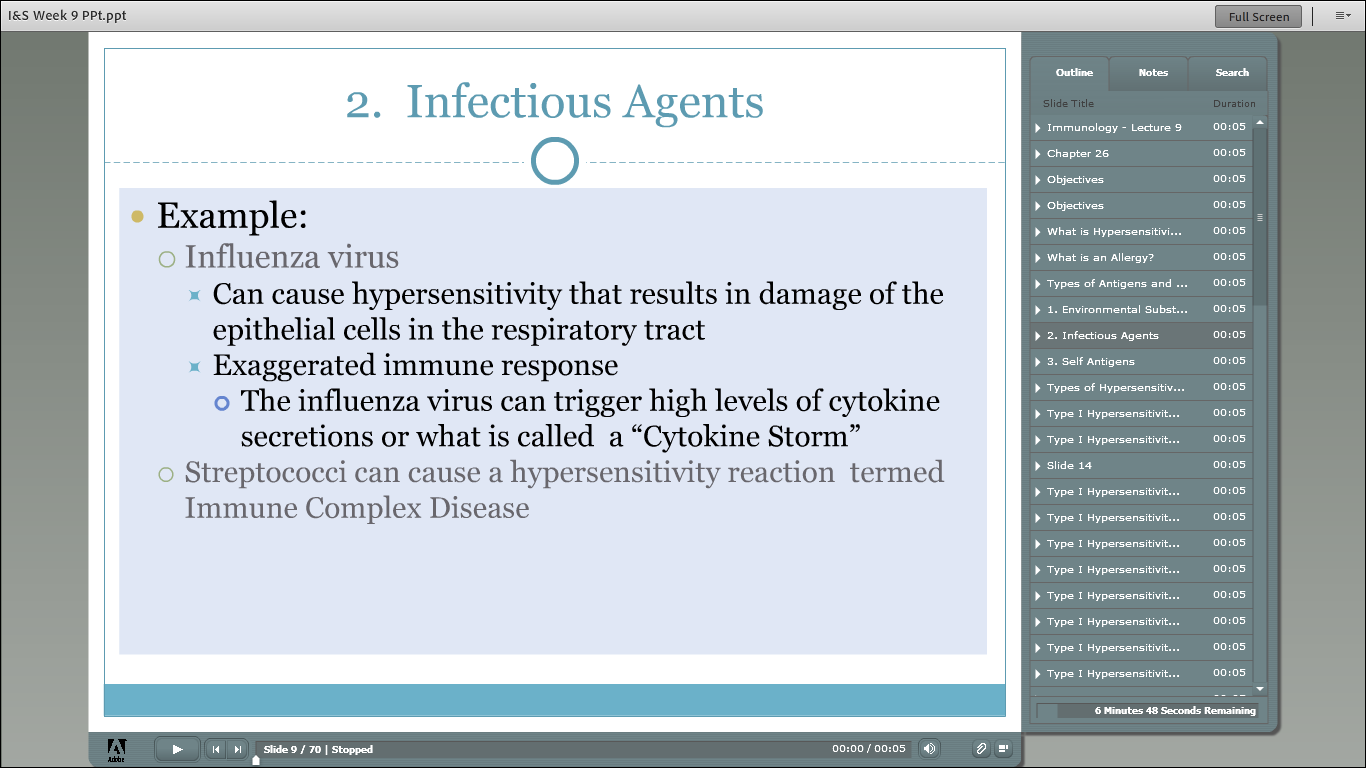 I&S Week 9 PPt.ppt
Full Screen
2. Infectious Agents
Example:
Influenza virus
Can cause hypersensitivity that results in damage of the
epithelial cells in the respiratory tract
Exaggerated immune response
The influenza virus can trigger high levels of cytokine
secretions or what is called a “Cytokine Storm”
Streptococci can cause a hypersensitivity reaction termed
Immune Complex Disease
Outline Notes Search
Slide Title Duration
Immunology - Lecture 9 00:05
Chapter 26 00:05
Objectives 00:05
Objectives 00:05
What is Hypersensitivi... 00:05
What is an Allergy? 00:05
Types of Antigens and ... 00:05
1. Environmental Subst... 00:05
2. Infectious Agents 00:05
3. Self Antigens 00:05
Types of Hypersensitiv... 00:05
Type I Hypersensitivit... 00:05
Type I Hypersensitivit... 00:05
Slide 14 00:05
Type I Hypersensitivit... 00:05
Type I Hypersensitivit... 00:05
Type I Hypersensitivit... 00:05
Type I Hypersensitivit... 00:05
Type I Hypersensitivit... 00:05
Type I Hypersensitivit... 00:05
Type I Hypersensitivit... 00:05
Type I Hypersensitivit... 00:05
6 Minutes 48 Seconds Remaining
Adobe
Slide 9 / 70 | Stopped 00:00 / 00:05